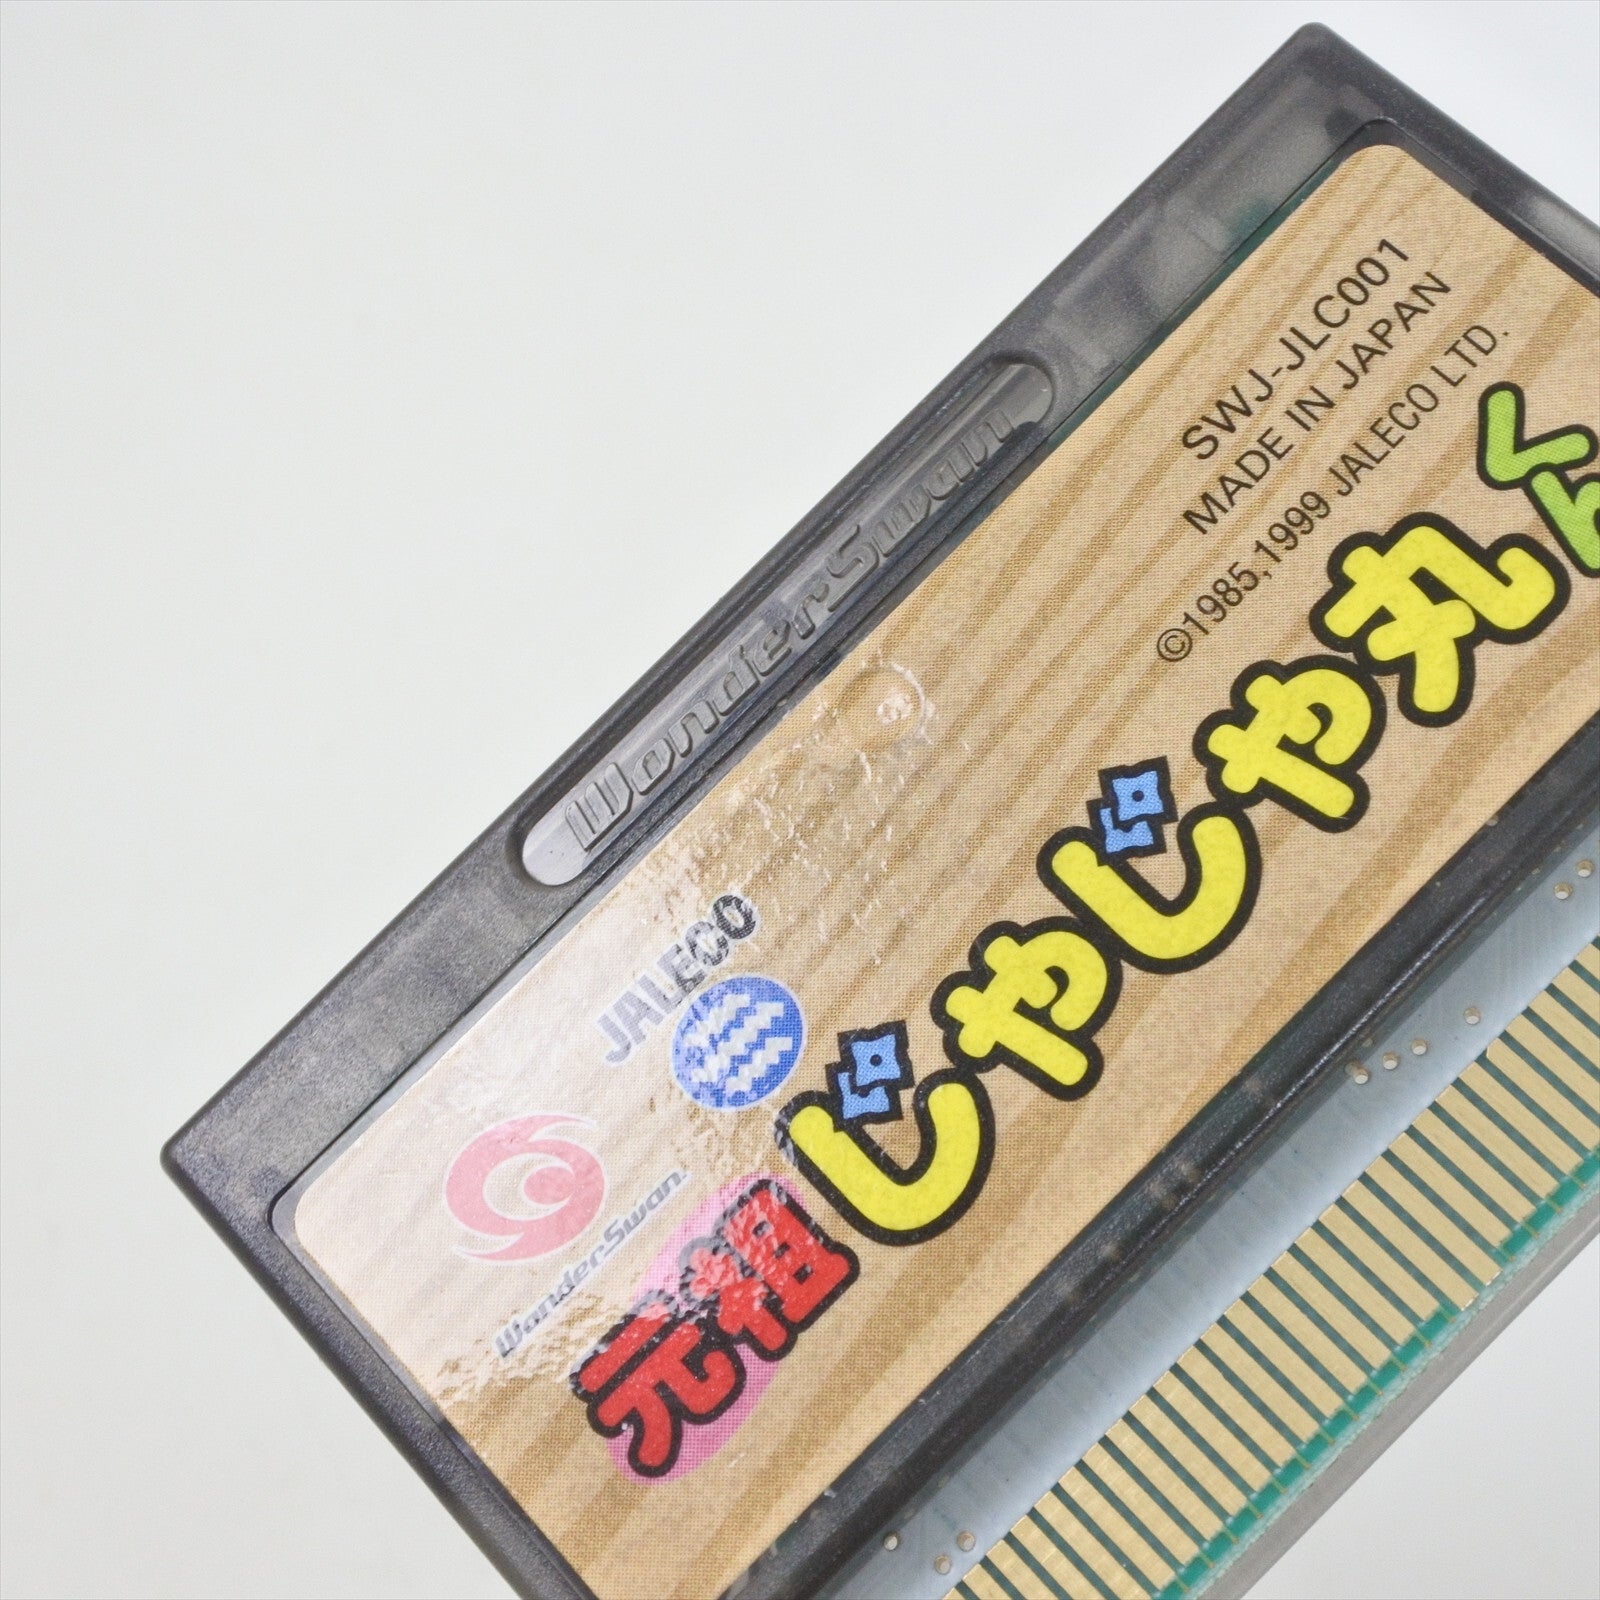 WonderSwan
SWJ-JLC001
MADE IN JAPAN
©1985,1999 JALECO LTD.
JALECO
WonderSwan
元祖じゃじゃ丸くん